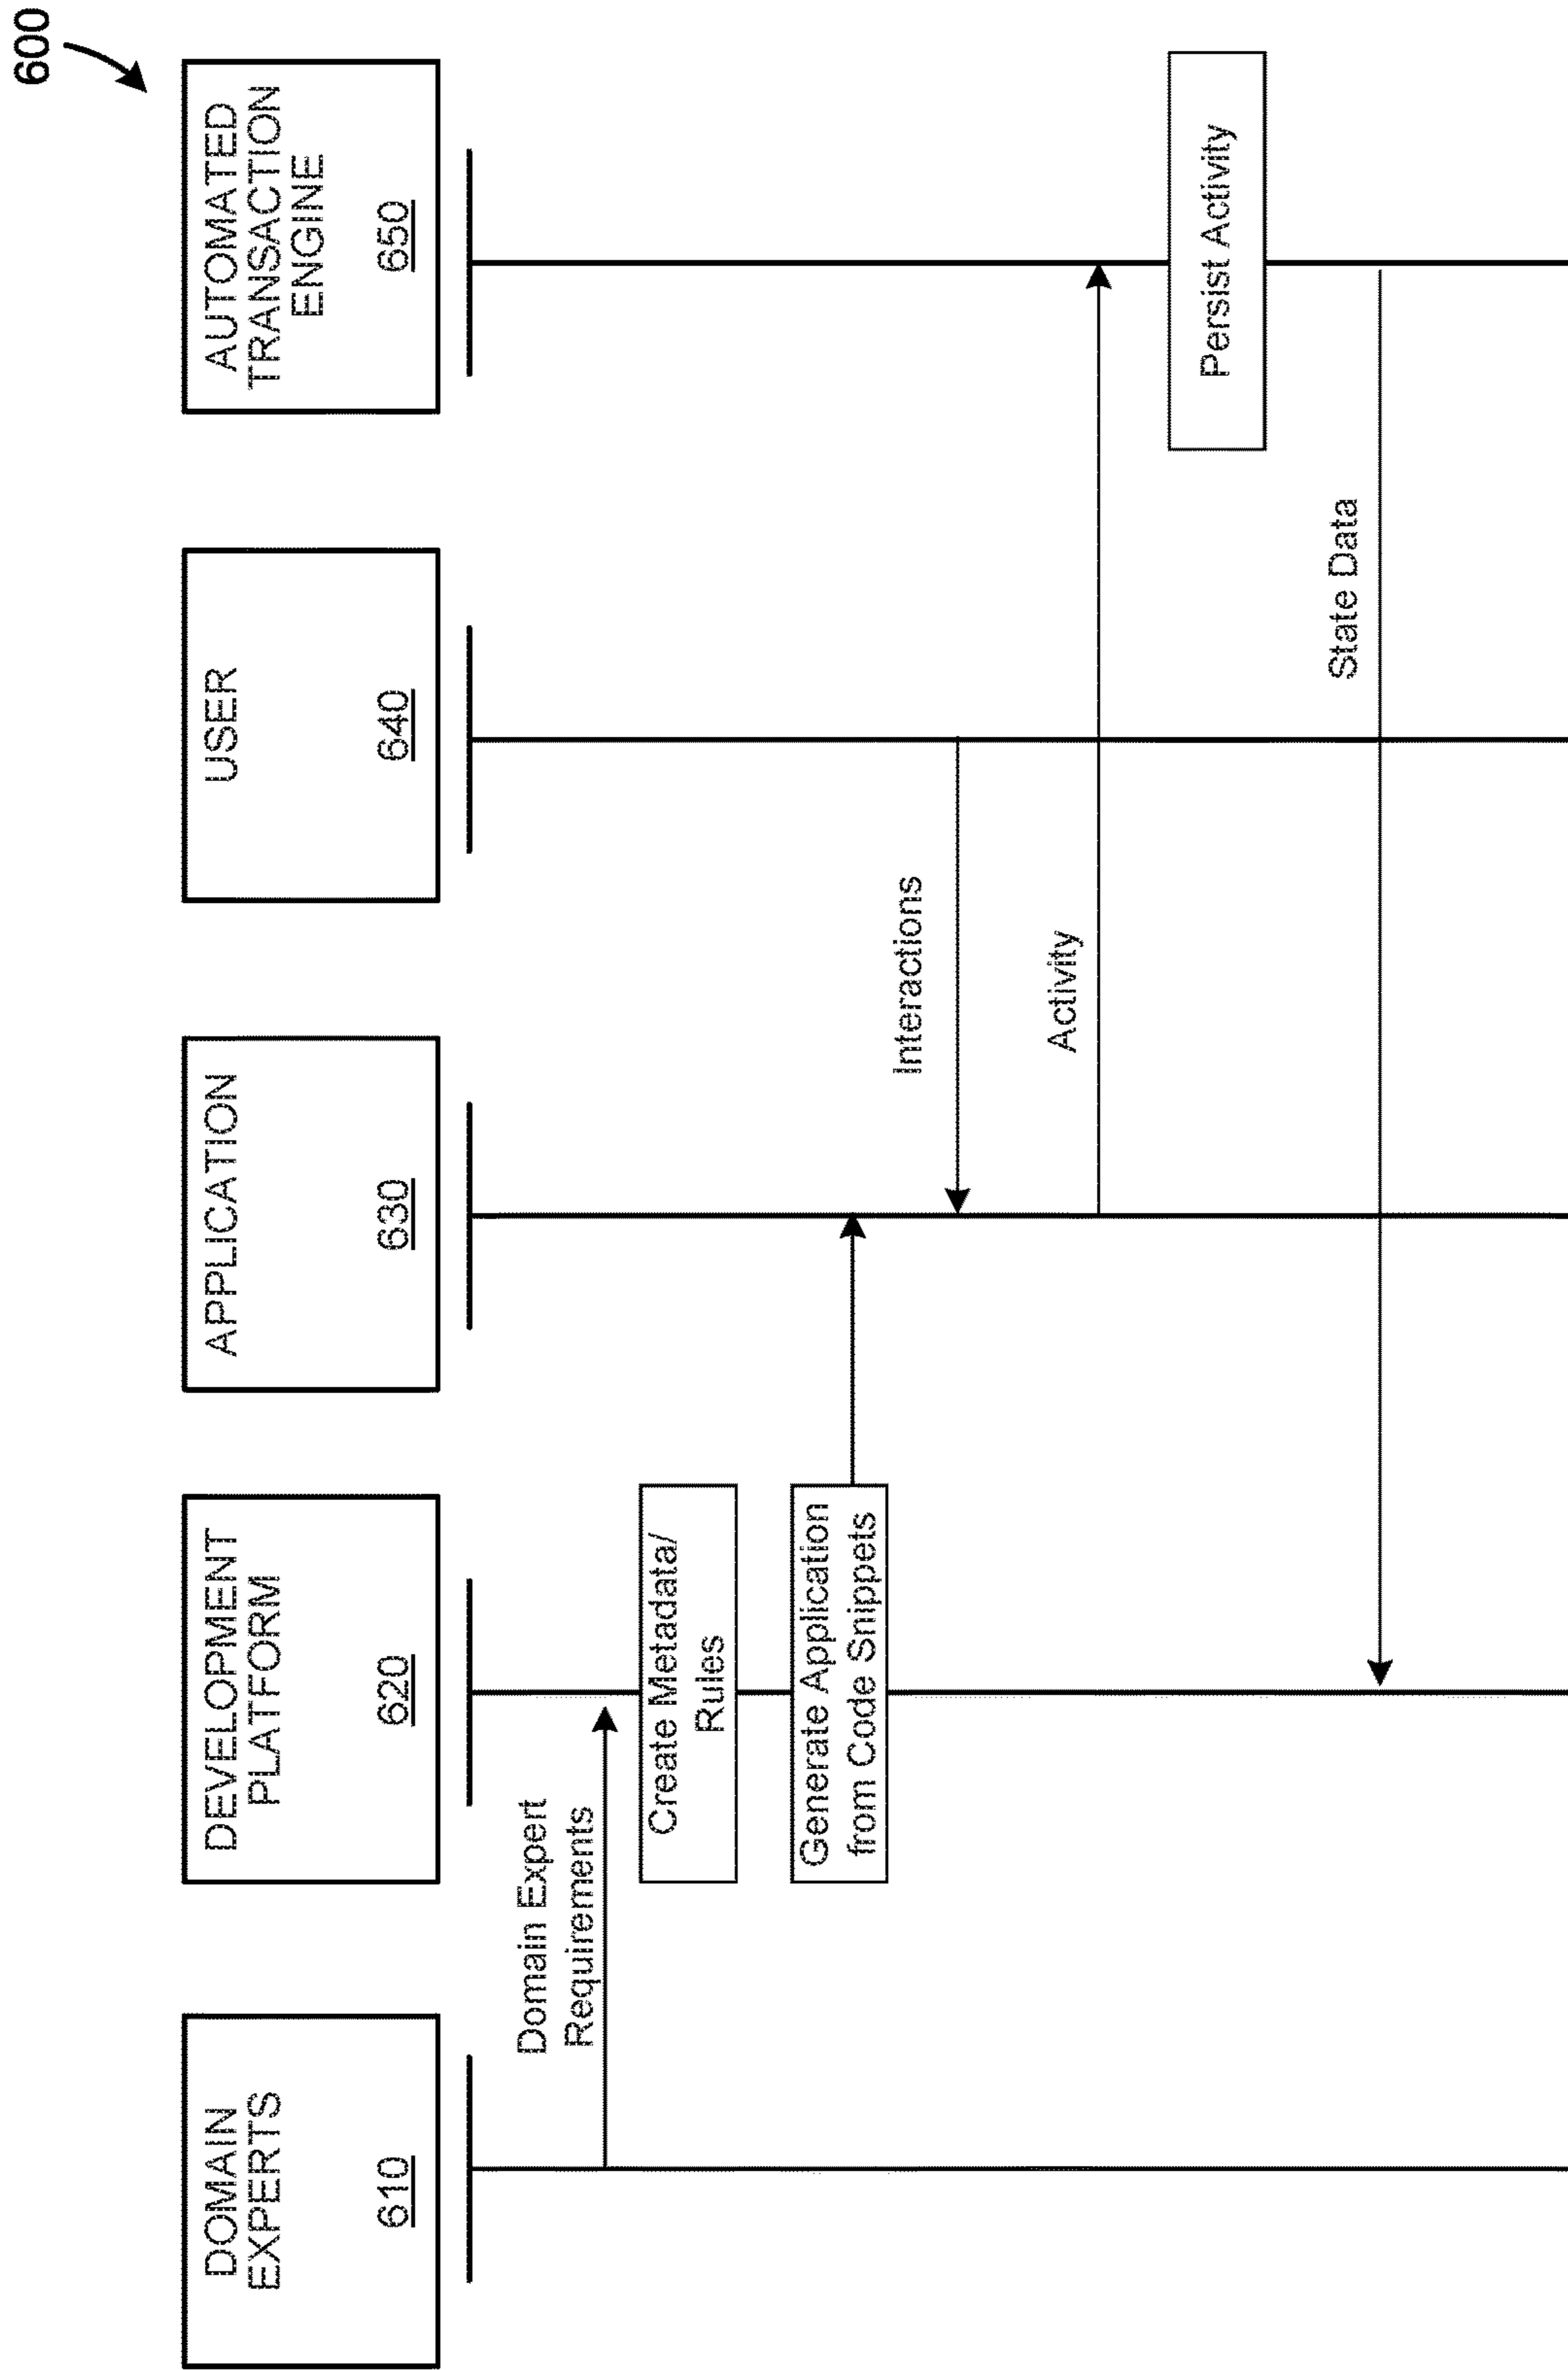 600
DOMAIN
EXPERTS
610
DEVELOPMENT
PLATFORM
620
APPLICATION
630
USER
640
AUTOMATED
TRANSACTION
ENGINE
650
Domain Expert
Requirements
Create Metadata/
Rules
Generate Application
from Code Snippets
Interactions
Activity
Persist Activity
State Data